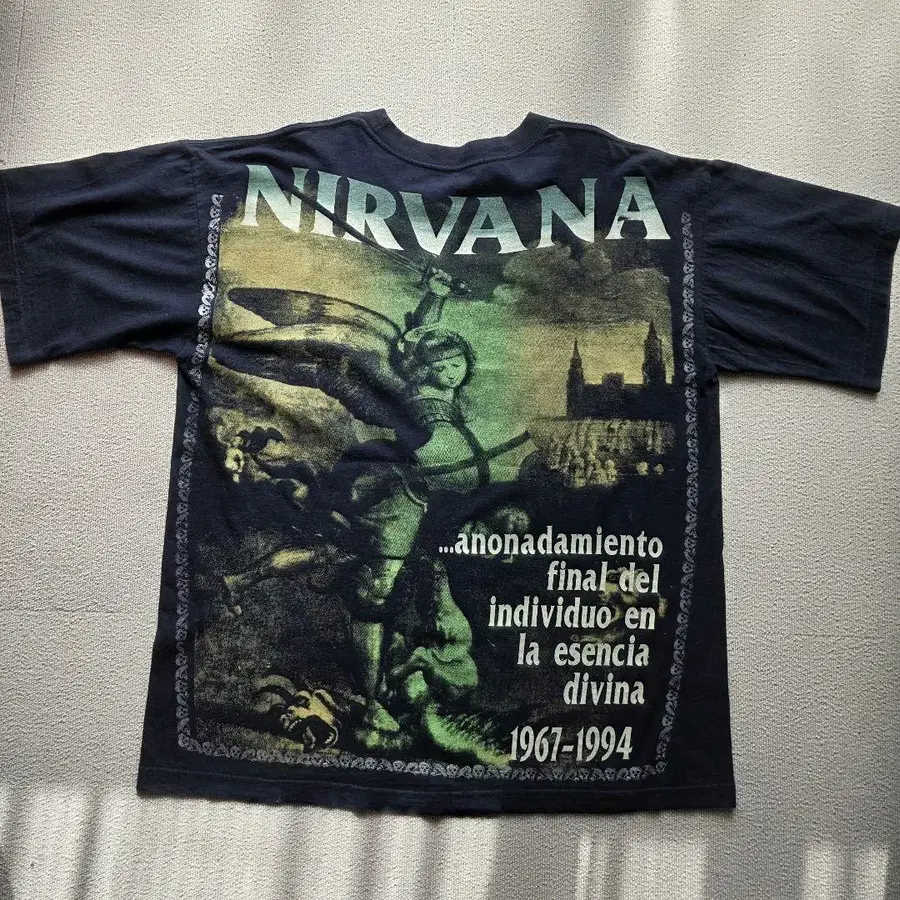 NIRVANA
...anonadamiento
final del
individuo en
la esencia
divina
1967-1994